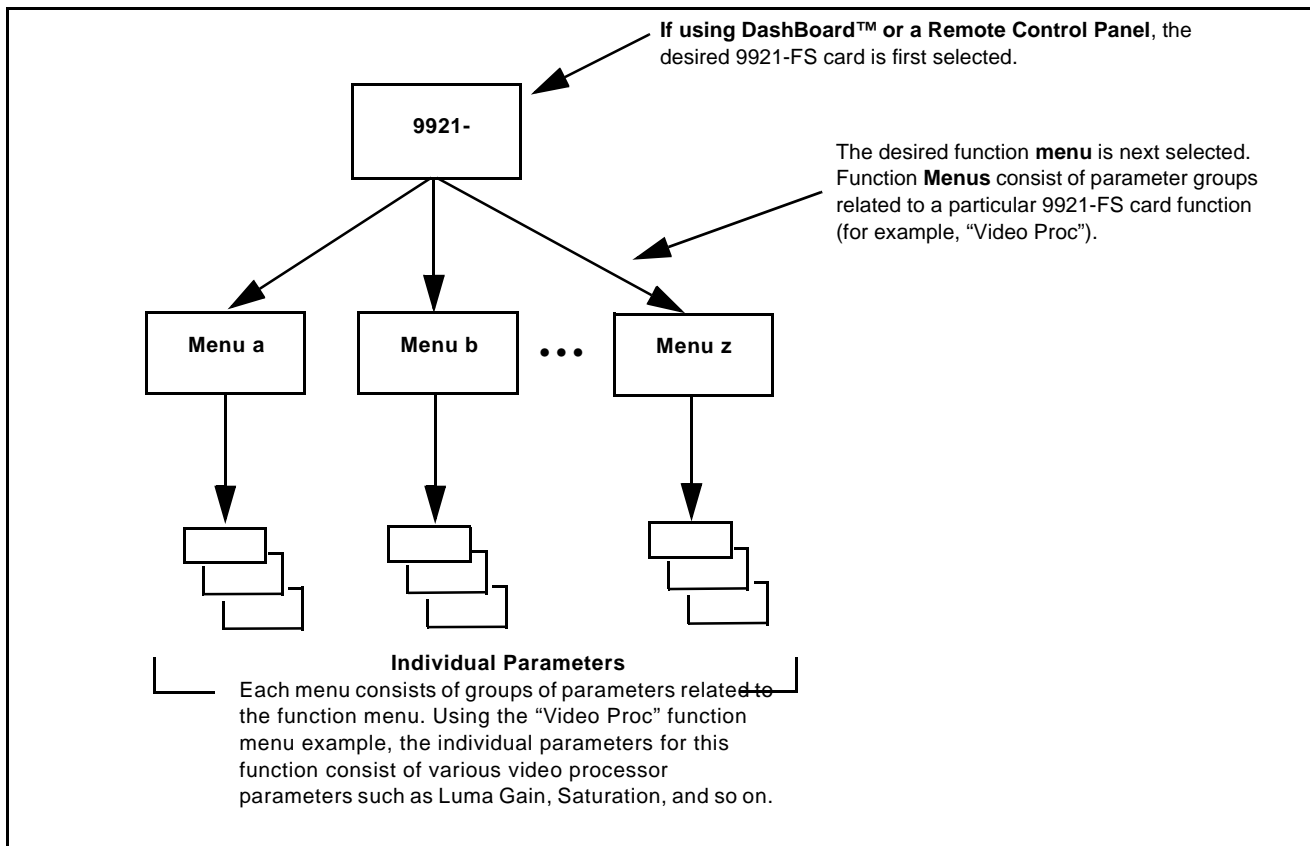 If using DashBoard™ or a Remote Control Panel, the
desired 9921-FS card is first selected.
9921-
The desired function menu is next selected.
Function Menus consist of parameter groups
related to a particular 9921-FS card function
(for example, “Video Proc”).
Menu a
Menu b
• • •
Menu z
Individual Parameters
Each menu consists of groups of parameters related to
the function menu. Using the “Video Proc” function
menu example, the individual parameters for this
function consist of various video processor
parameters such as Luma Gain, Saturation, and so on.